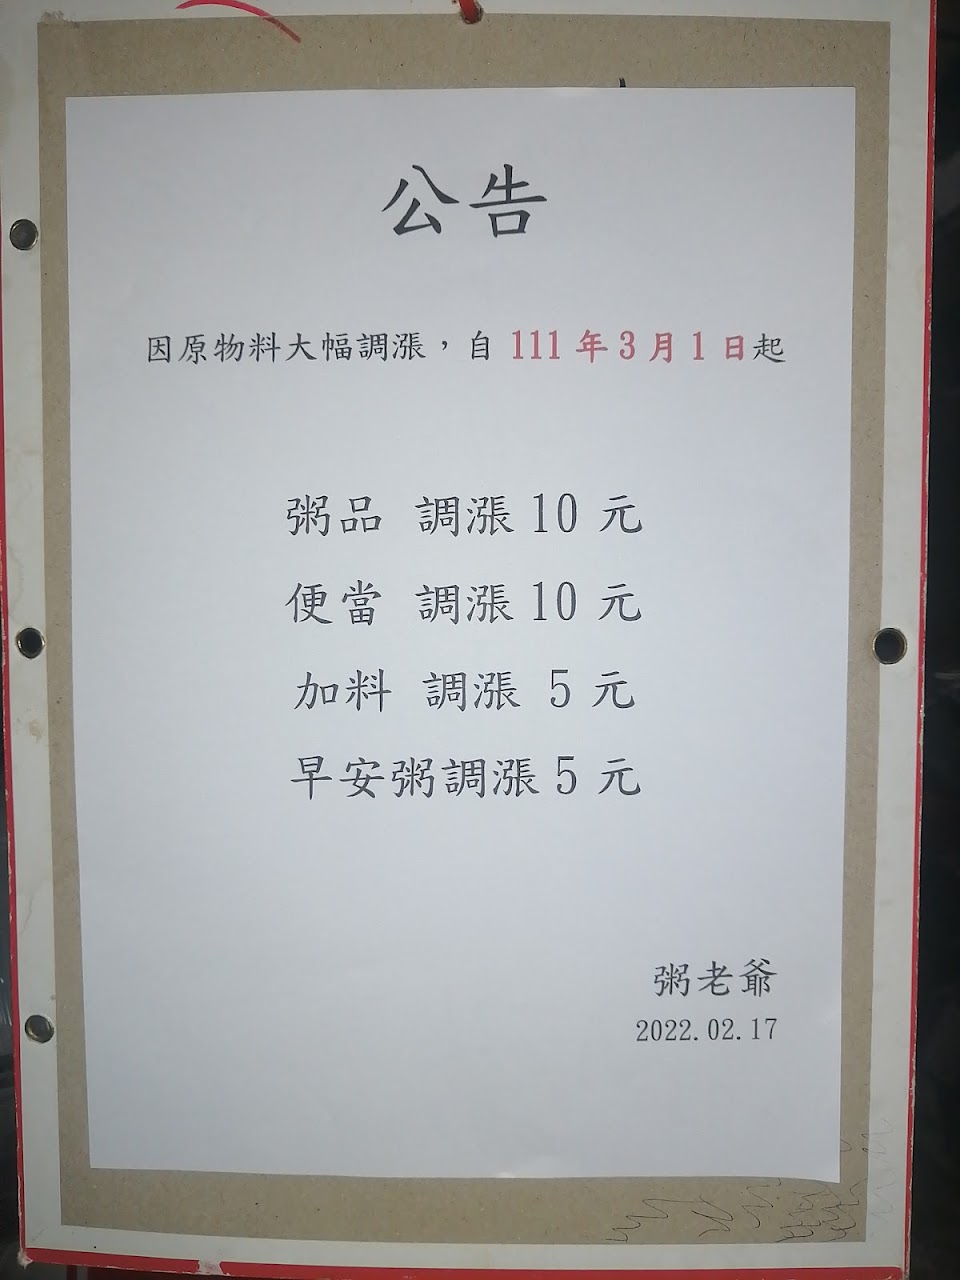 公告
因原物料大幅調漲，自 111 年 3 月 1 日起
粥品 調漲 10 元
便當 調漲 10 元
加料 調漲 5 元
早安粥調漲 5 元
粥老爺
2022.02.17